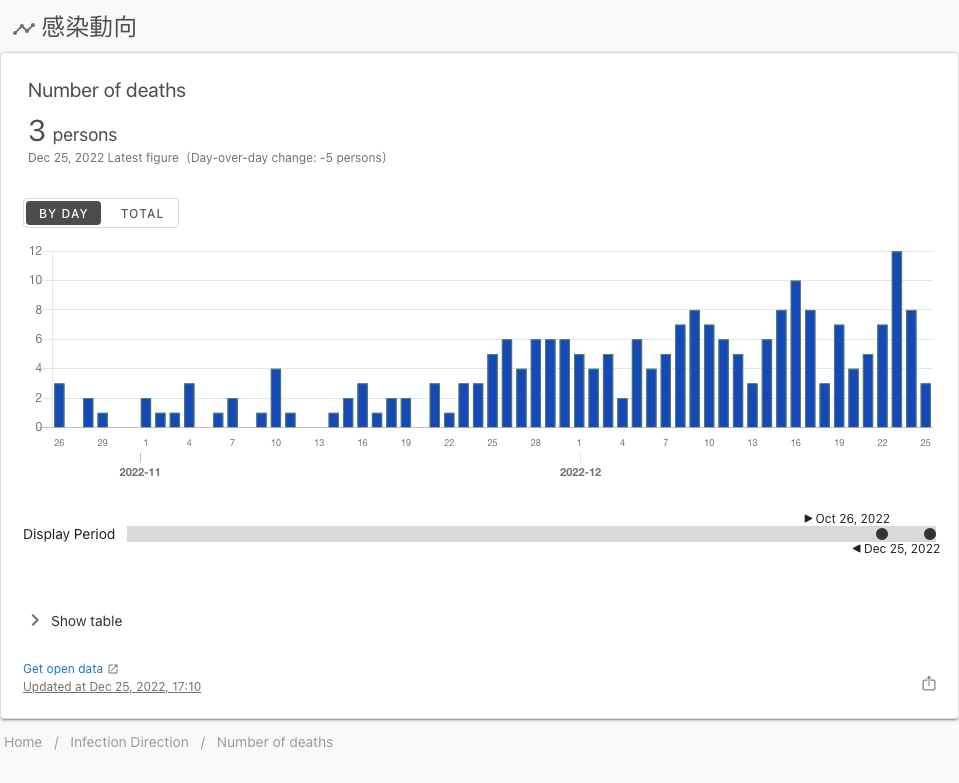 感染動向
Number of deaths
3 persons
Dec 25, 2022 Latest figure (Day-over-day change: -5 persons)
BY DAY TOTAL
12
10
8
6
4
2
0
26 29 1 4 7 10 13 16 19 22 25 28 1 4 7 10 13 16 19 22 25
2022-11 2022-12
Oct 26, 2022
Display Period
Dec 25, 2022
Show table
Get open data
Updated at Dec 25, 2022, 17:10
Home / Infection Direction / Number of deaths